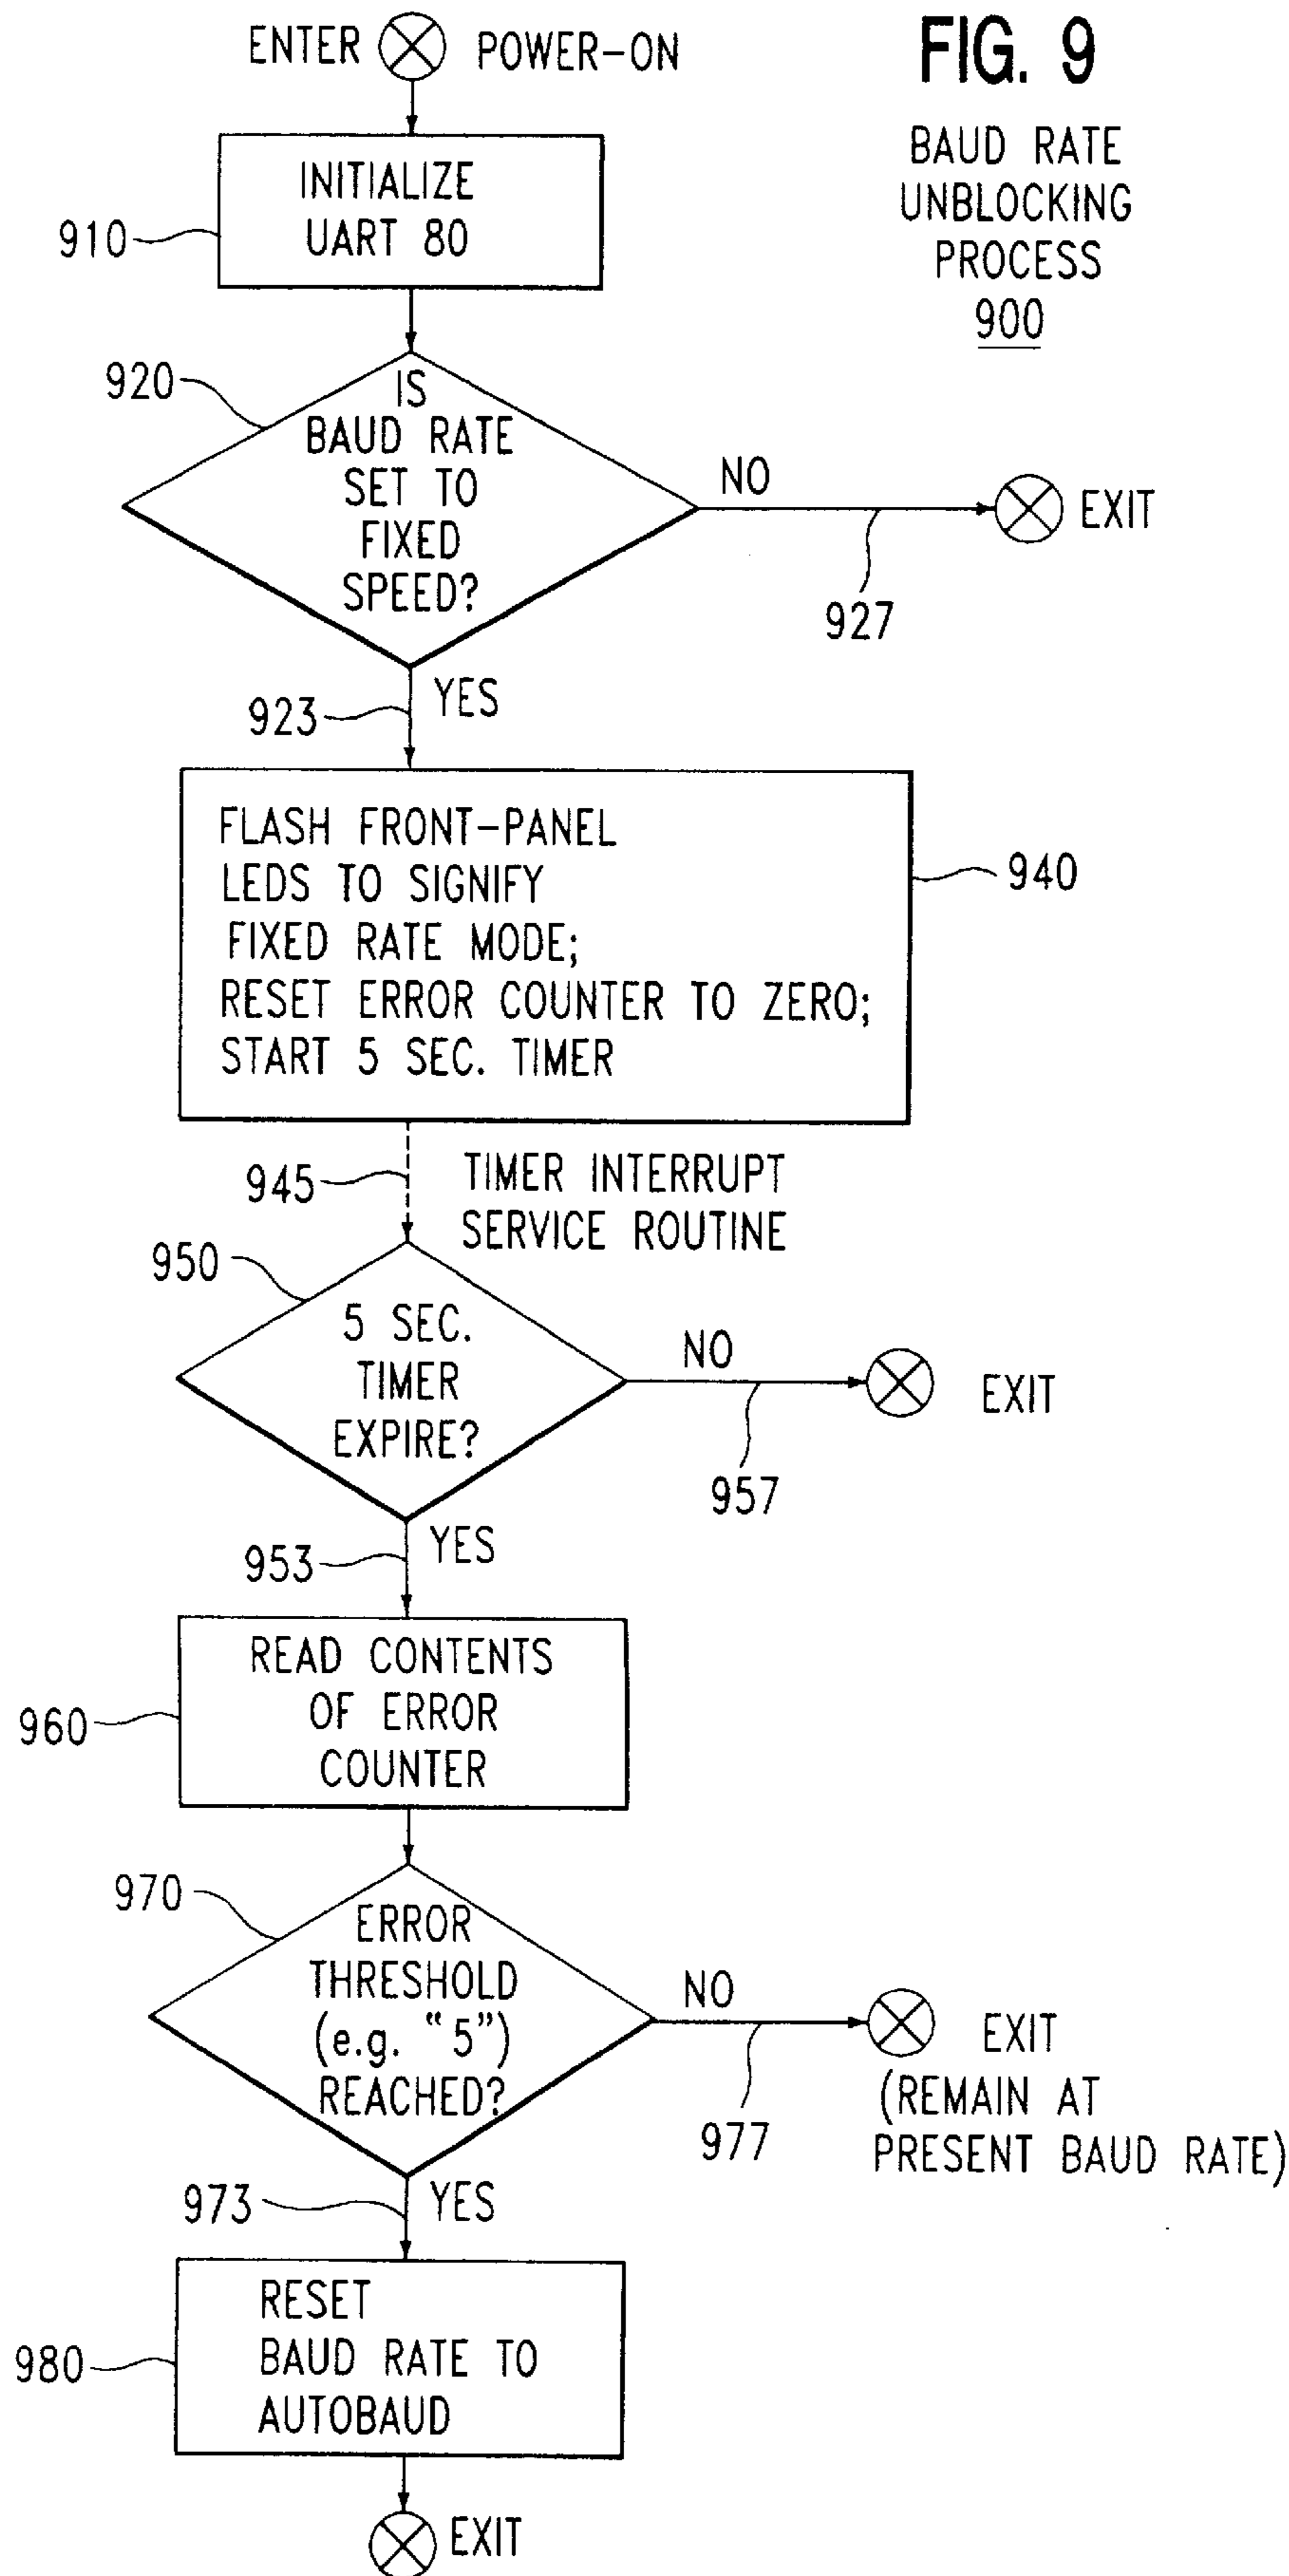 FIG. 9
BAUD RATE
UNBLOCKING
PROCESS
900
ENTER
POWER-ON
INITIALIZE
UART 80
910
920
IS
BAUD RATE
SET TO
FIXED
SPEED?
NO
EXIT
927
923
YES
FLASH FRONT-PANEL
LEDS TO SIGNIFY
FIXED RATE MODE;
RESET ERROR COUNTER TO ZERO;
START 5 SEC. TIMER
940
945
TIMER INTERRUPT
SERVICE ROUTINE
950
5 SEC.
TIMER
EXPIRE?
NO
EXIT
957
953
YES
READ CONTENTS
OF ERROR
COUNTER
960
970
ERROR
THRESHOLD
(e.g. "5")
REACHED?
NO
EXIT
(REMAIN AT
PRESENT BAUD RATE)
977
973
YES
RESET
BAUD RATE TO
AUTOBAUD
980
EXIT